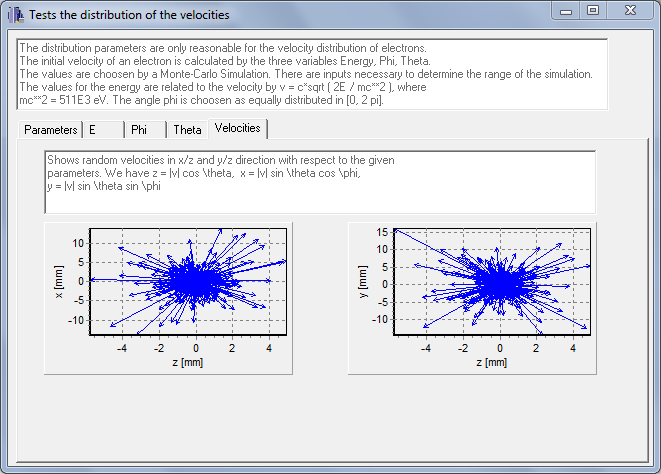 Tests the distribution of the velocities
The distribution parameters are only reasonable for the velocity distribution of electrons.
The initial velocity of an electron is calculated by the three variables Energy, Phi, Theta.
The values are choosen by a Monte-Carlo Simulation. There are inputs necessary to determine the range of the simulation.
The values for the energy are related to the velocity by v = c*sqrt ( 2E / mc**2 ), where
mc**2 = 511E3 eV. The angle phi is choosen as equally distributed in [0, 2 pi].
Parameters E Phi Theta Velocities
Shows random velocities in x/z and y/z direction with respect to the given
parameters. We have z = |v| cos \theta,  x = |v| sin \theta cos \phi,
y = |v| sin \theta sin \phi
10
5
0
-5
-10
x [mm]
-4 -2 0 2 4
z [mm]
15
10
5
0
-5
-10
y [mm]
-4 -2 0 2 4
z [mm]